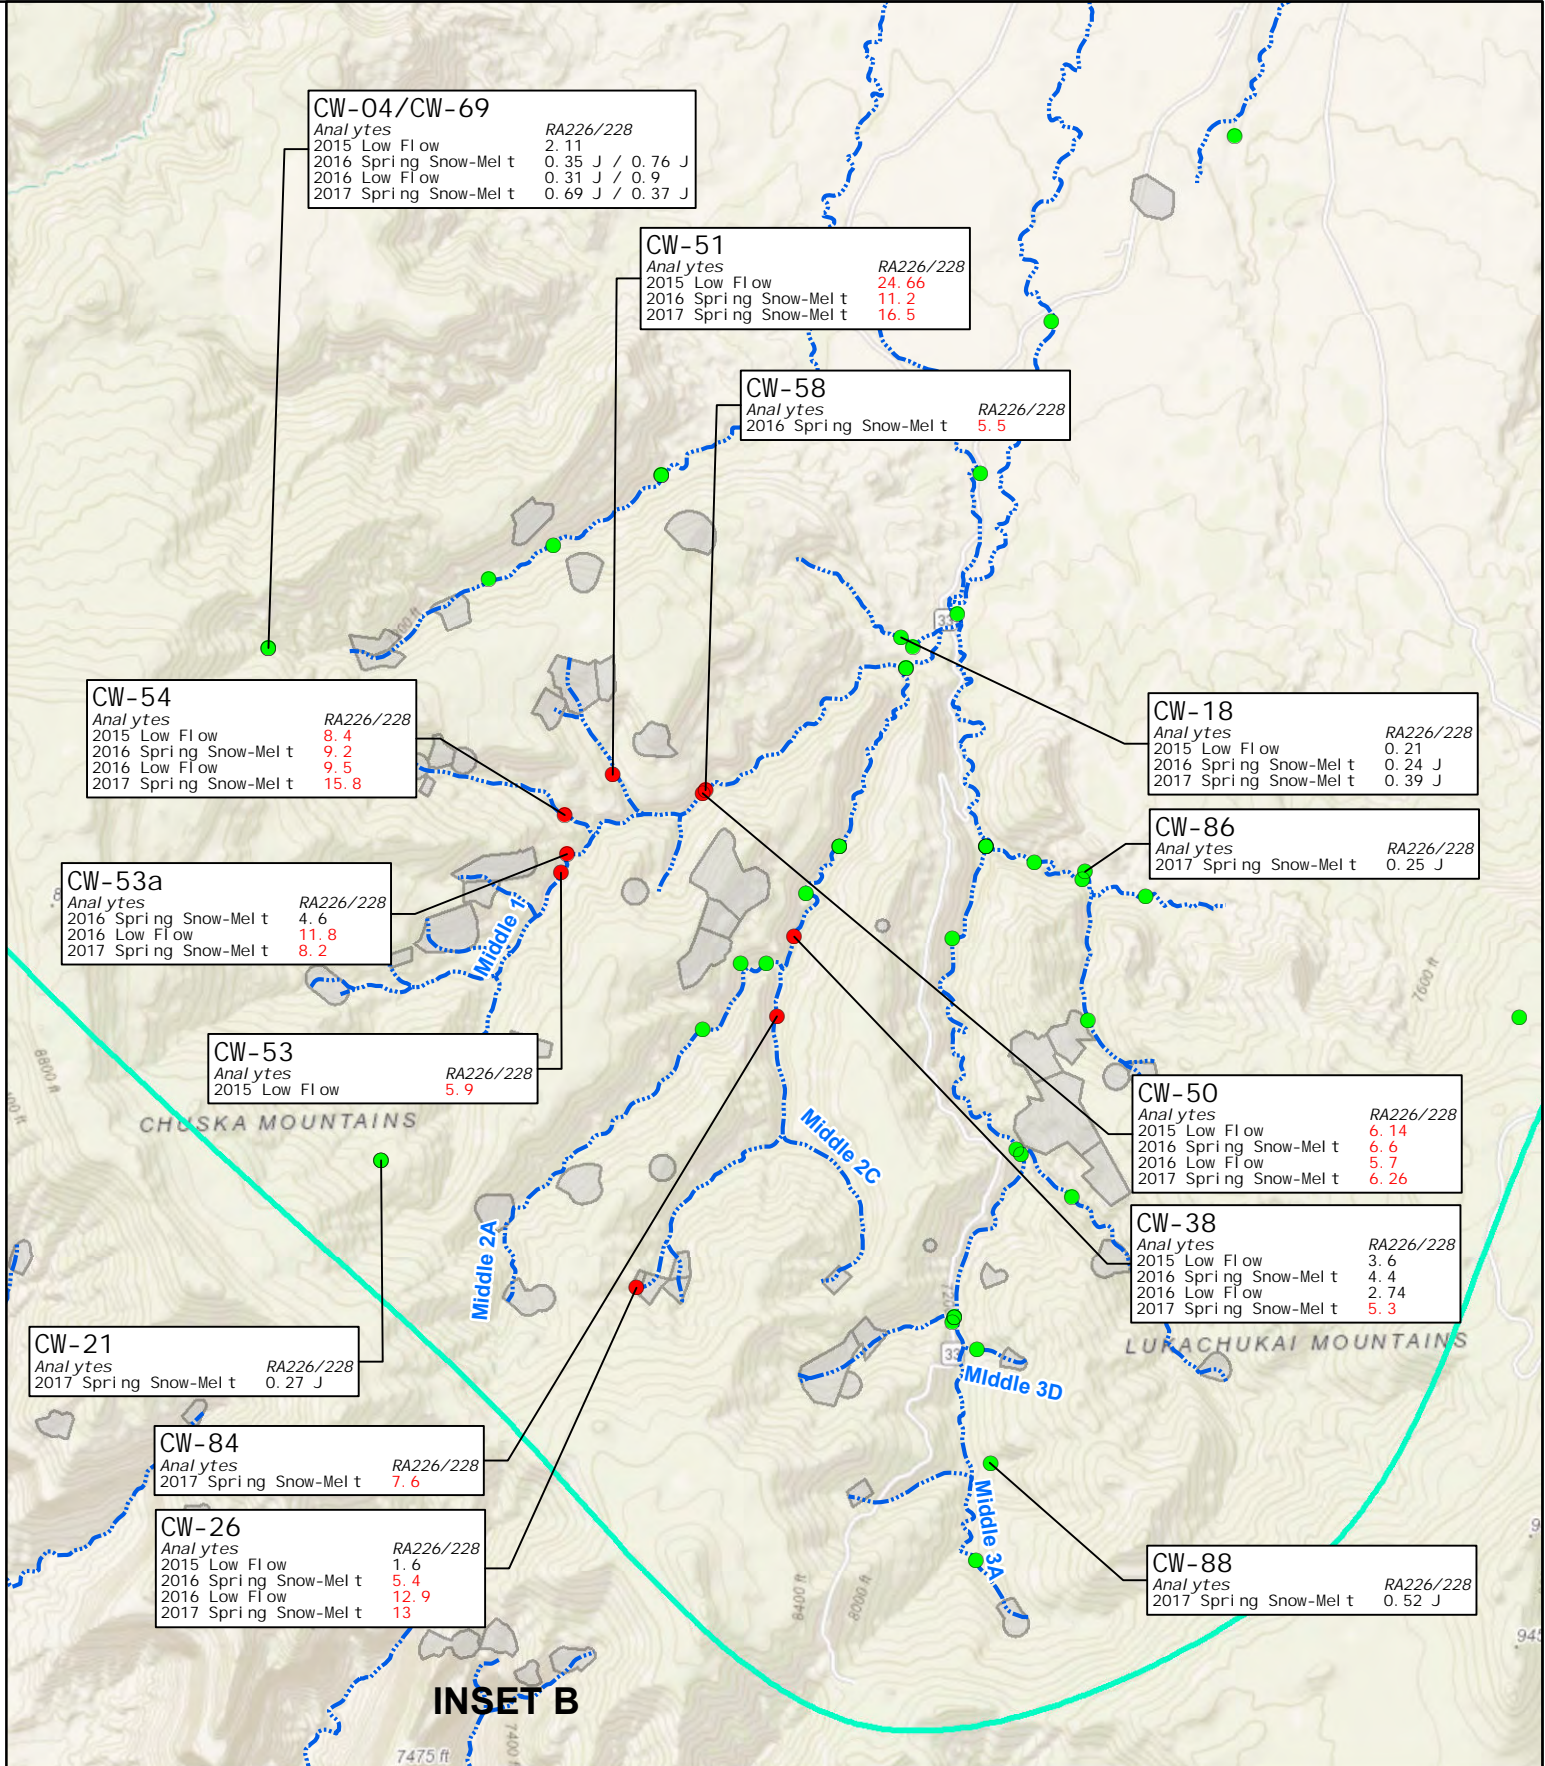 CW-04/CW-69
Analytes RA226/228
2015 Low Flow 2.11
2016 Spring Snow-Melt 0.35 J / 0.76 J
2016 Low Flow 0.31 J / 0.9
2017 Spring Snow-Melt 0.69 J / 0.37 J
CW-51
Analytes RA226/228
2015 Low Flow 24.66
2016 Spring Snow-Melt 11.2
2017 Spring Snow-Melt 16.5
CW-58
Analytes RA226/228
2016 Spring Snow-Melt 5.5
33
CW-54
Analytes RA226/228
2015 Low Flow 8.4
2016 Spring Snow-Melt 9.2
2016 Low Flow 9.5
2017 Spring Snow-Melt 15.8
CW-18
Analytes RA226/228
2015 Low Flow 0.21
2016 Spring Snow-Melt 0.24 J
2017 Spring Snow-Melt 0.39 J
CW-86
Analytes RA226/228
2017 Spring Snow-Melt 0.25 J
CW-53a
Analytes RA226/228
2016 Spring Snow-Melt 4.6
2016 Low Flow 11.8
2017 Spring Snow-Melt 8.2
Middle 1
7600 ft
CW-53
Analytes RA226/228
2015 Low Flow 5.9
8800 ft
CHUSKA MOUNTAINS
Middle 2C
CW-50
Analytes RA226/228
2015 Low Flow 6.14
2016 Spring Snow-Melt 6.6
2016 Low Flow 5.7
2017 Spring Snow-Melt 6.26
Middle 2A
CW-38
Analytes RA226/228
2015 Low Flow 3.6
2016 Spring Snow-Melt 4.4
2016 Low Flow 2.74
2017 Spring Snow-Melt 5.3
LUKACHUKAI MOUNTAINS
CW-21
Analytes RA226/228
2017 Spring Snow-Melt 0.27 J
33
MIddle 3D
CW-84
Analytes RA226/228
2017 Spring Snow-Melt 7.6
Middle 3A
CW-26
Analytes RA226/228
2015 Low Flow 1.6
2016 Spring Snow-Melt 5.4
2016 Low Flow 12.9
2017 Spring Snow-Melt 13
8400 ft
8000 ft
CW-88
Analytes RA226/228
2017 Spring Snow-Melt 0.52 J
945
INSET B
7400 f
7475 ft